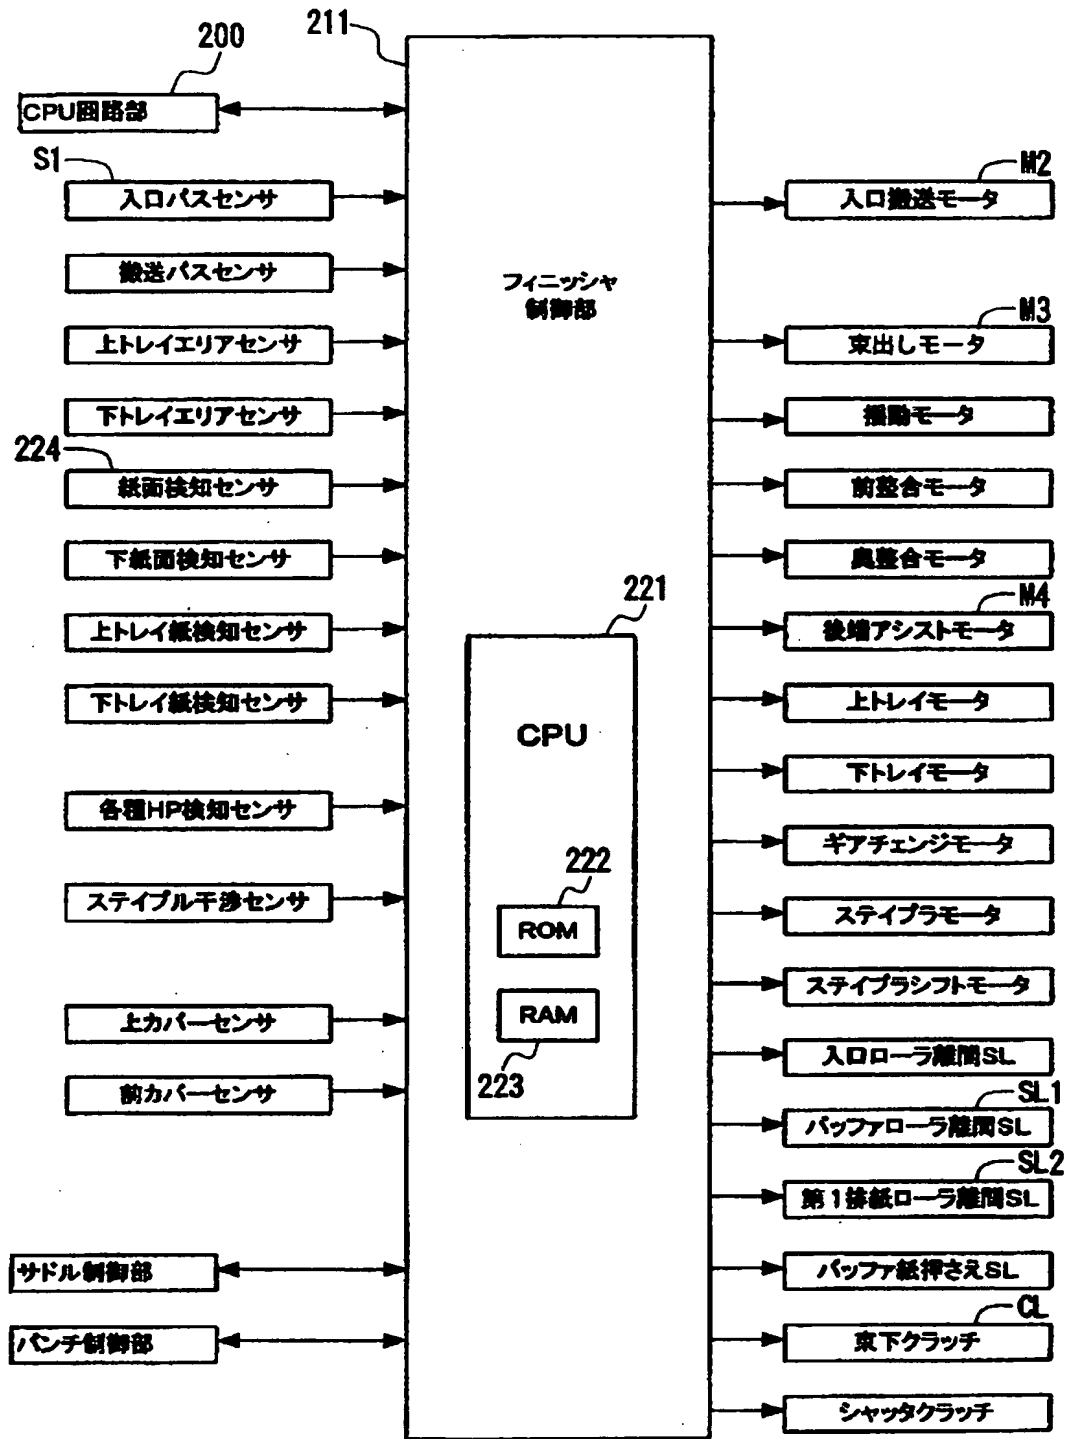 211
200
CPU回路部
S1
入口パスセンサ
搬送パスセンサ
上トレイエリアセンサ
下トレイエリアセンサ
224
紙面検知センサ
下紙面検知センサ
上トレイ紙検知センサ
下トレイ紙検知センサ
各種HP検知センサ
ステイプル干渉センサ
上カバーセンサ
前カバーセンサ
サドル制御部
パンチ制御部
フィニッシャ
制御部
221
CPU
222
ROM
RAM
223
M2
入口搬送モータ
M3
束出しモータ
揺動モータ
前整合モータ
奥整合モータ
M4
後端アシストモータ
上トレイモータ
下トレイモータ
ギアチェンジモータ
ステイプラモータ
ステイプラシフトモータ
入口ローラ離間SL
SL1
バッファローラ離間SL
SL2
第1排紙ローラ離間SL
バッファ紙押さえSL
CL
束下クラッチ
シャッタクラッチ